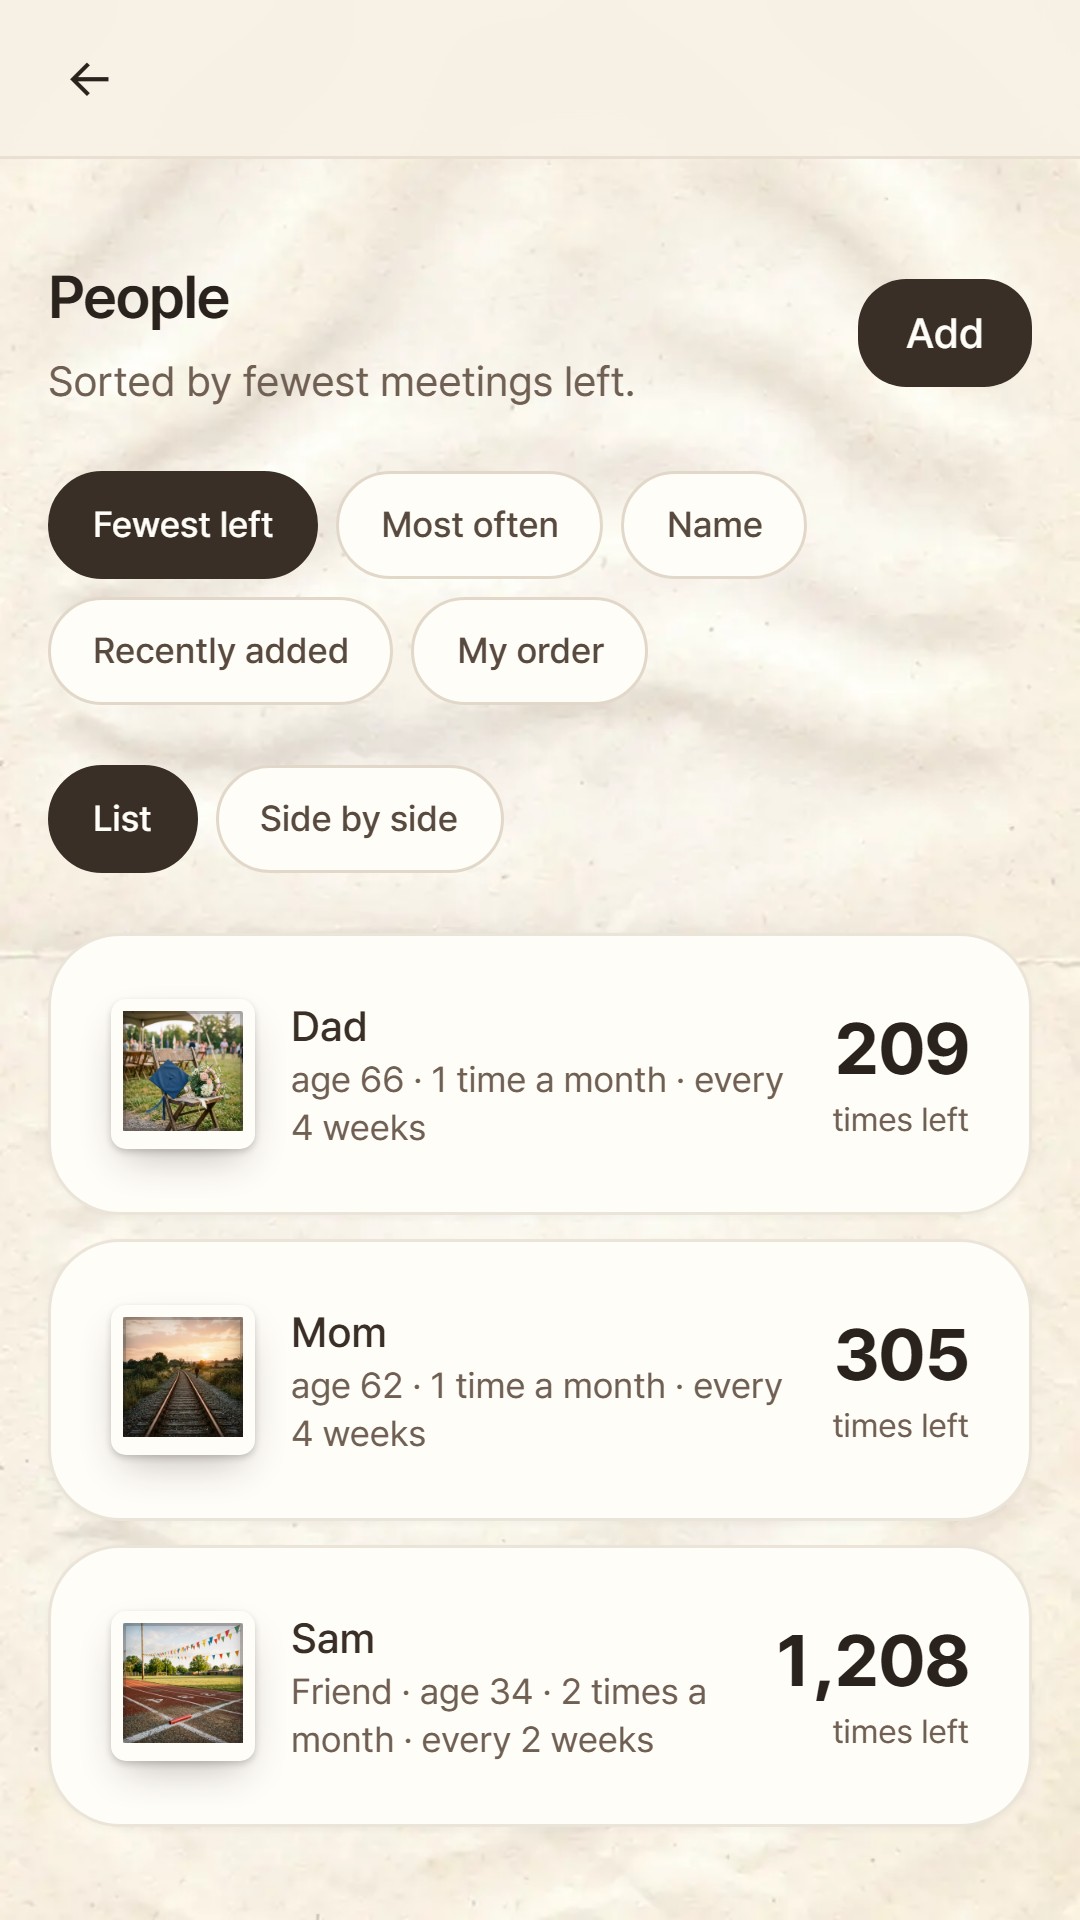 People
Add
Sorted by fewest meetings left.
Fewest left
Most often
Name
Recently added
My order
List
Side by side
Dad
age 66 · 1 time a month · every
4 weeks
209
times left
Mom
age 62 · 1 time a month · every
4 weeks
305
times left
Sam
Friend · age 34 · 2 times a
month · every 2 weeks
1,208
times left